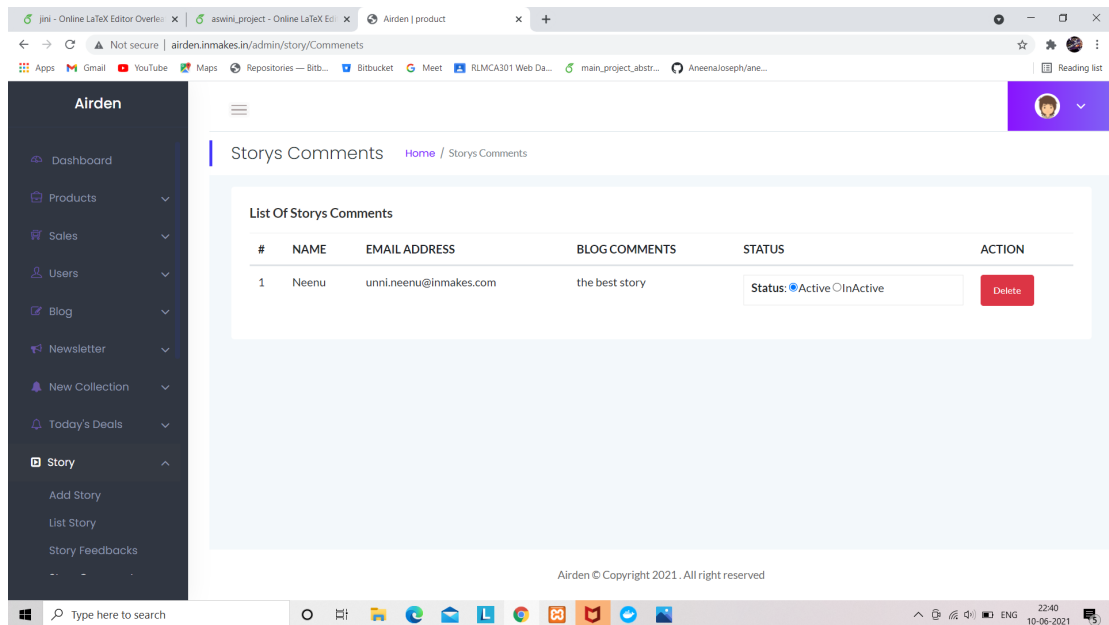 jini - Online LaTeX Editor Overlea
aswini_project - Online LaTeX Edi
Airden | product
Not secure | airden.inmakes.in/admin/story/Commenets
Apps Gmail YouTube Maps Repositories — Bitb... Bitbucket Meet RLMCA301 Web Da... main_project_abstr... AneenaJoseph/ane... Reading list
Airden
Storys Comments Home / Storys Comments
Dashboard
Products
Sales
Users
Blog
Newsletter
New Collection
Today's Deals
Story
Add Story
List Story
Story Feedbacks
List Of Storys Comments
# NAME EMAIL ADDRESS BLOG COMMENTS STATUS ACTION
1 Neenu unni.neenu@inmakes.com the best story Status: Active InActive Delete
Airden © Copyright 2021 . All right reserved
Type here to search
ENG
22:40
10-06-2021
5